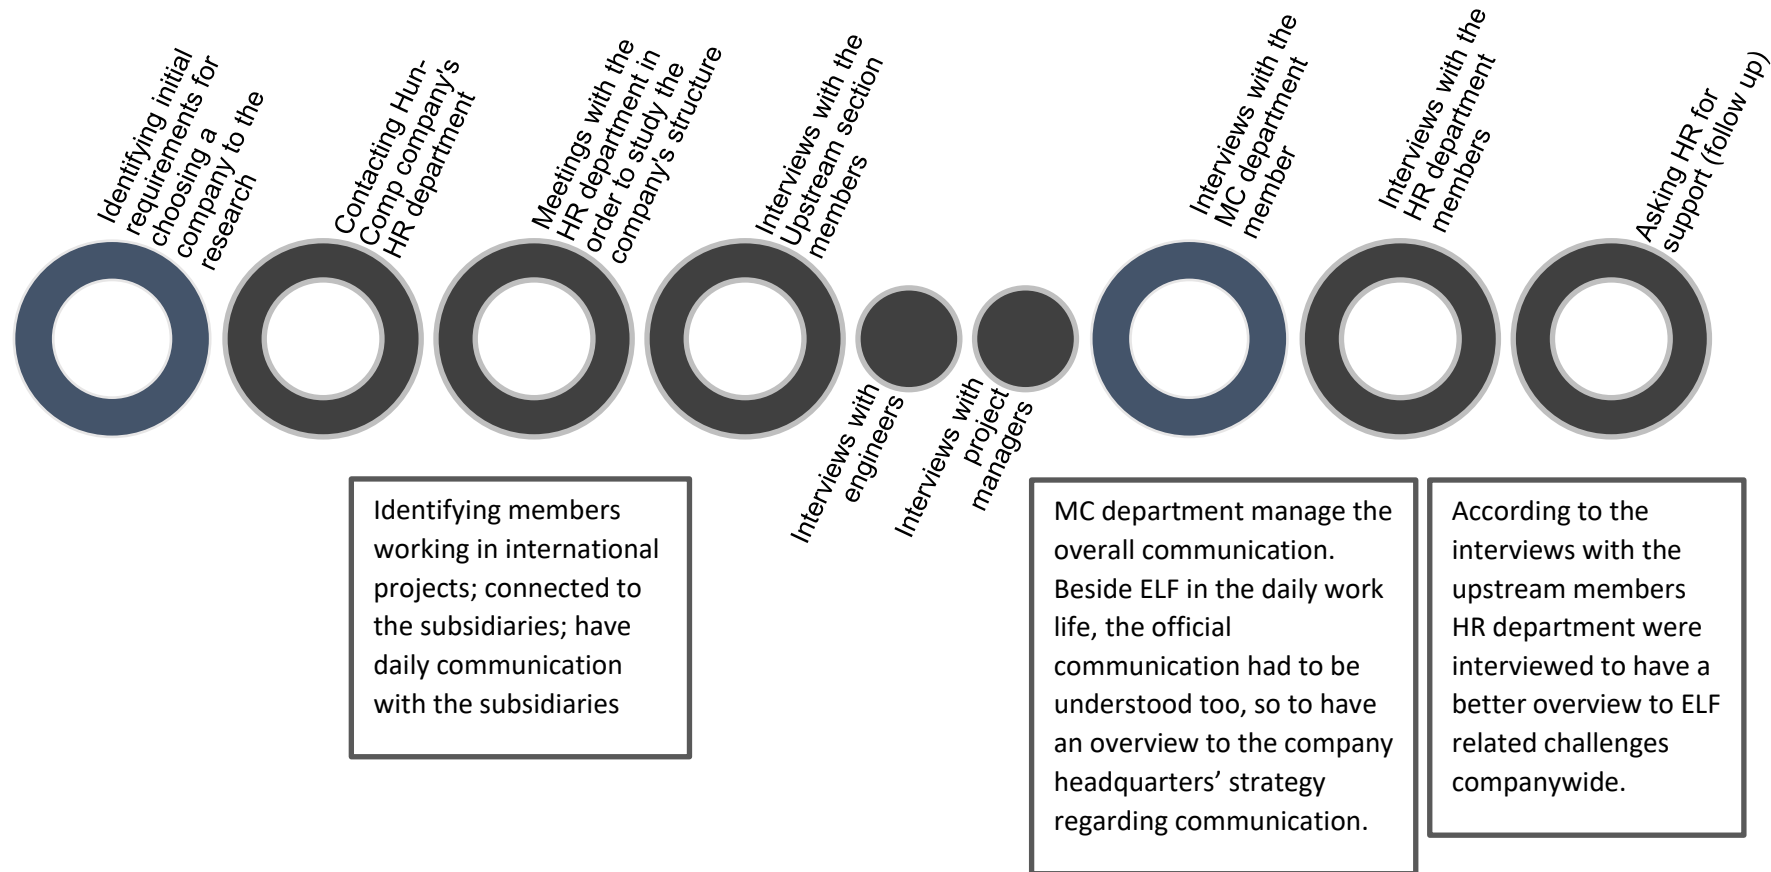 Identifying initial
requirements for
choosing a
company to the
research
Contacting Hun-
Comp company's
HR department
Meetings with the
HR department in
order to study the
company's structure
Interviews with the
Upstream section
members
Interviews with
engineers
Interviews with
project
managers
Interviews with the
MC department
member
Interviews with the
HR department
members
Asking HR for
support (follow up)
Identifying members
working in international
projects; connected to
the subsidiaries; have
daily communication
with the subsidiaries
MC department manage the
overall communication.
Beside ELF in the daily work
life, the official
communication had to be
understood too, so to have
an overview to the company
headquarters’ strategy
regarding communication.
According to the
interviews with the
upstream members
HR department were
interviewed to have a
better overview to ELF
related challenges
companywide.